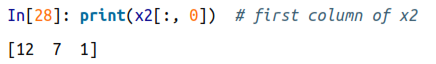 In[28]: print(x2[:, 0])  # first column of x2
[12  7  1]